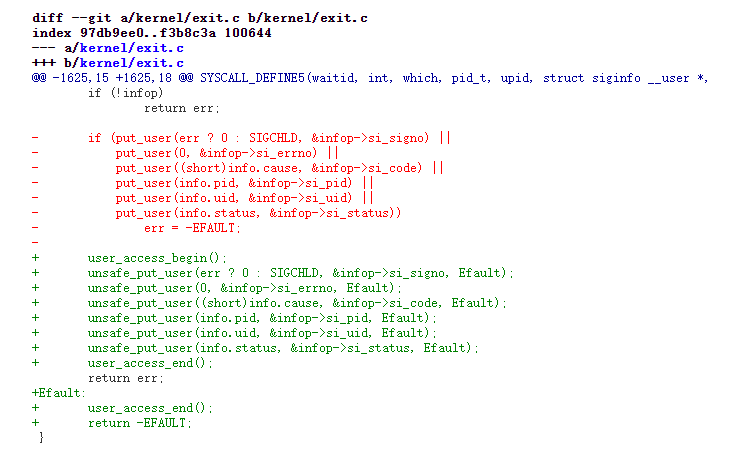 diff --git a/kernel/exit.c b/kernel/exit.c
index 97db9ee0..f3b8c3a 100644
--- a/kernel/exit.c
+++ b/kernel/exit.c
@@ -1625,15 +1625,18 @@ SYSCALL_DEFINE5(waitid, int, which, pid_t, upid, struct siginfo __user *,
        if (!infop)
                return err;

-       if (put_user(err ? 0 : SIGCHLD, &infop->si_signo) ||
-           put_user(0, &infop->si_errno) ||
-           put_user((short)info.cause, &infop->si_code) ||
-           put_user(info.pid, &infop->si_pid) ||
-           put_user(info.uid, &infop->si_uid) ||
-           put_user(info.status, &infop->si_status))
-               err = -EFAULT;
-
+       user_access_begin();
+       unsafe_put_user(err ? 0 : SIGCHLD, &infop->si_signo, Efault);
+       unsafe_put_user(0, &infop->si_errno, Efault);
+       unsafe_put_user((short)info.cause, &infop->si_code, Efault);
+       unsafe_put_user(info.pid, &infop->si_pid, Efault);
+       unsafe_put_user(info.uid, &infop->si_uid, Efault);
+       unsafe_put_user(info.status, &infop->si_status, Efault);
+       user_access_end();
        return err;
+Efault:
+       user_access_end();
+       return -EFAULT;
 }